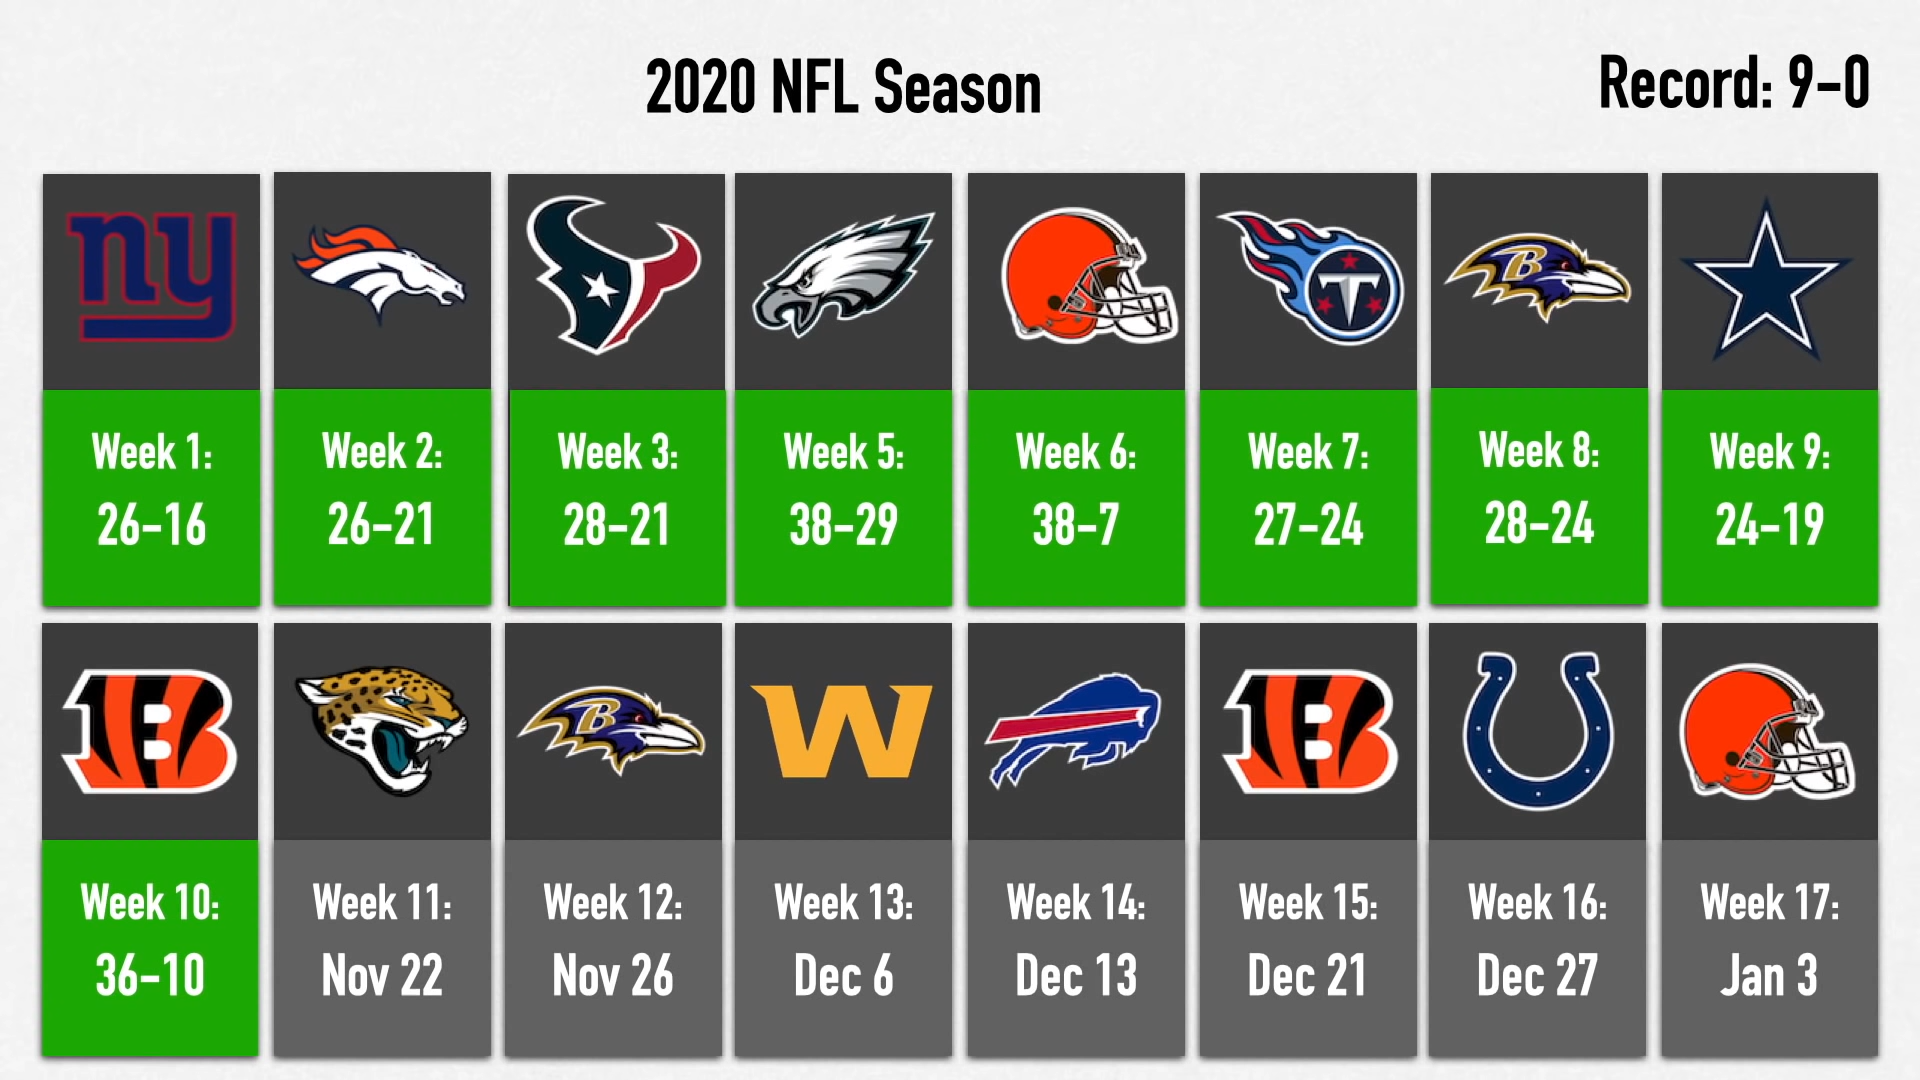 2020 NFL Season
Record: 9-0
ny
B
T
Week 1:
26-16
Week 2:
26-21
Week 3:
28-21
Week 5:
38-29
Week 6:
38-7
Week 7:
27-24
Week 8:
28-24
Week 9:
24-19
B
B
W
B
Week 10:
36-10
Week 11:
Nov 22
Week 12:
Nov 26
Week 13:
Dec 6
Week 14:
Dec 13
Week 15:
Dec 21
Week 16:
Dec 27
Week 17:
Jan 3